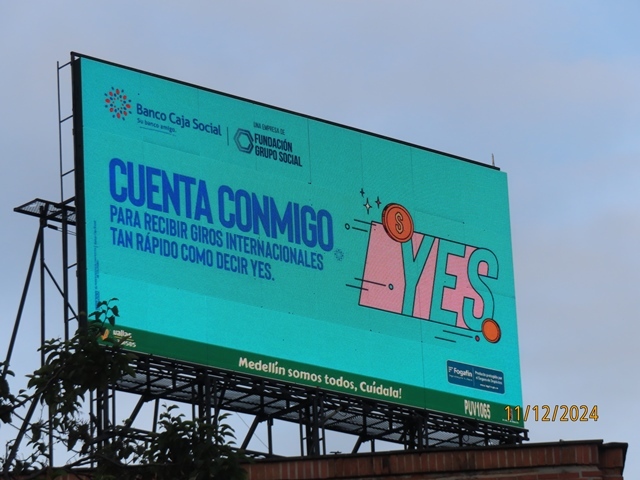 Banco Caja Social
Tu banco amigo.
UNA EMPRESA DE
FUNDACIÓN
GRUPO SOCIAL
CUENTA CONMIGO
PARA RECIBIR GIROS INTERNACIONALES
TAN RÁPIDO COMO DECIR YES.
$
YES
Fogafín
Medellín somos todos, Cuídala!
PUV1065
11/12/2024